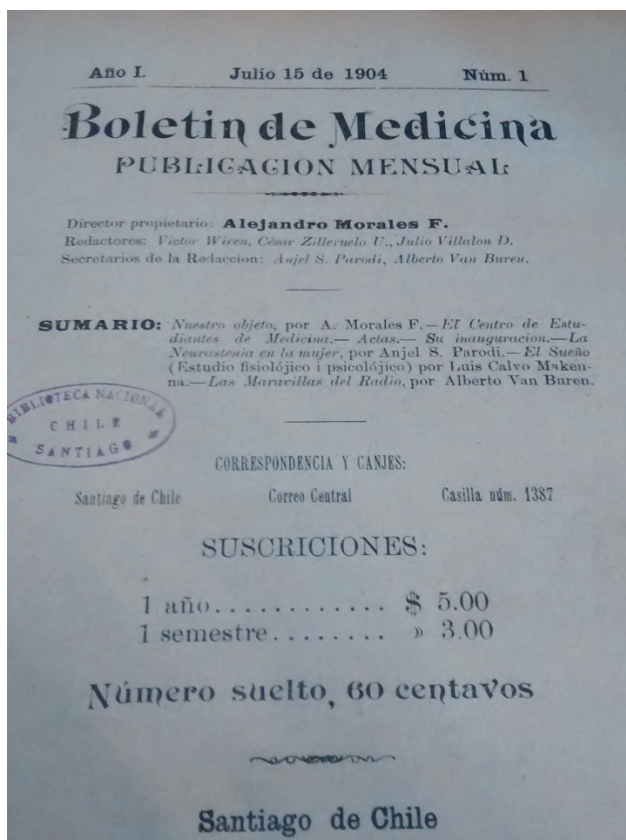 Año I. Julio 15 de 1904 Núm. 1
Boletin de Medicina
PUBLICACION MENSUAL
Director propietario: Alejandro Morales F.
Redactores: Víctor Wiren, César Zilleruelo U., Julio Villalon D.
Secretarios de la Redaccion: Anjel S. Parodi, Alberto Van Buren.
SUMARIO: Nuestro objeto, por A. Morales F.—El Centro de Estu-
diantes de Medicina.— Actas.— Su inauguracion.—La
Neurastenia en la mujer, por Anjel S. Parodi.— El Sueño
(Estudio fisiolójico i psicolójico) por Luis Calvo Maken-
na.—Las Maravillas del Radio, por Alberto Van Buren.
BIBLIOTECA NACIONAL
CHILE
SANTIAGO
CORRESPONDENCIA Y CANJES:
Santiago de Chile Correo Central Casilla núm. 1387
SUSCRICIONES:
1 año............. $ 5.00
1 semestre........ » 3.00
Número suelto, 60 centavos
Santiago de Chile